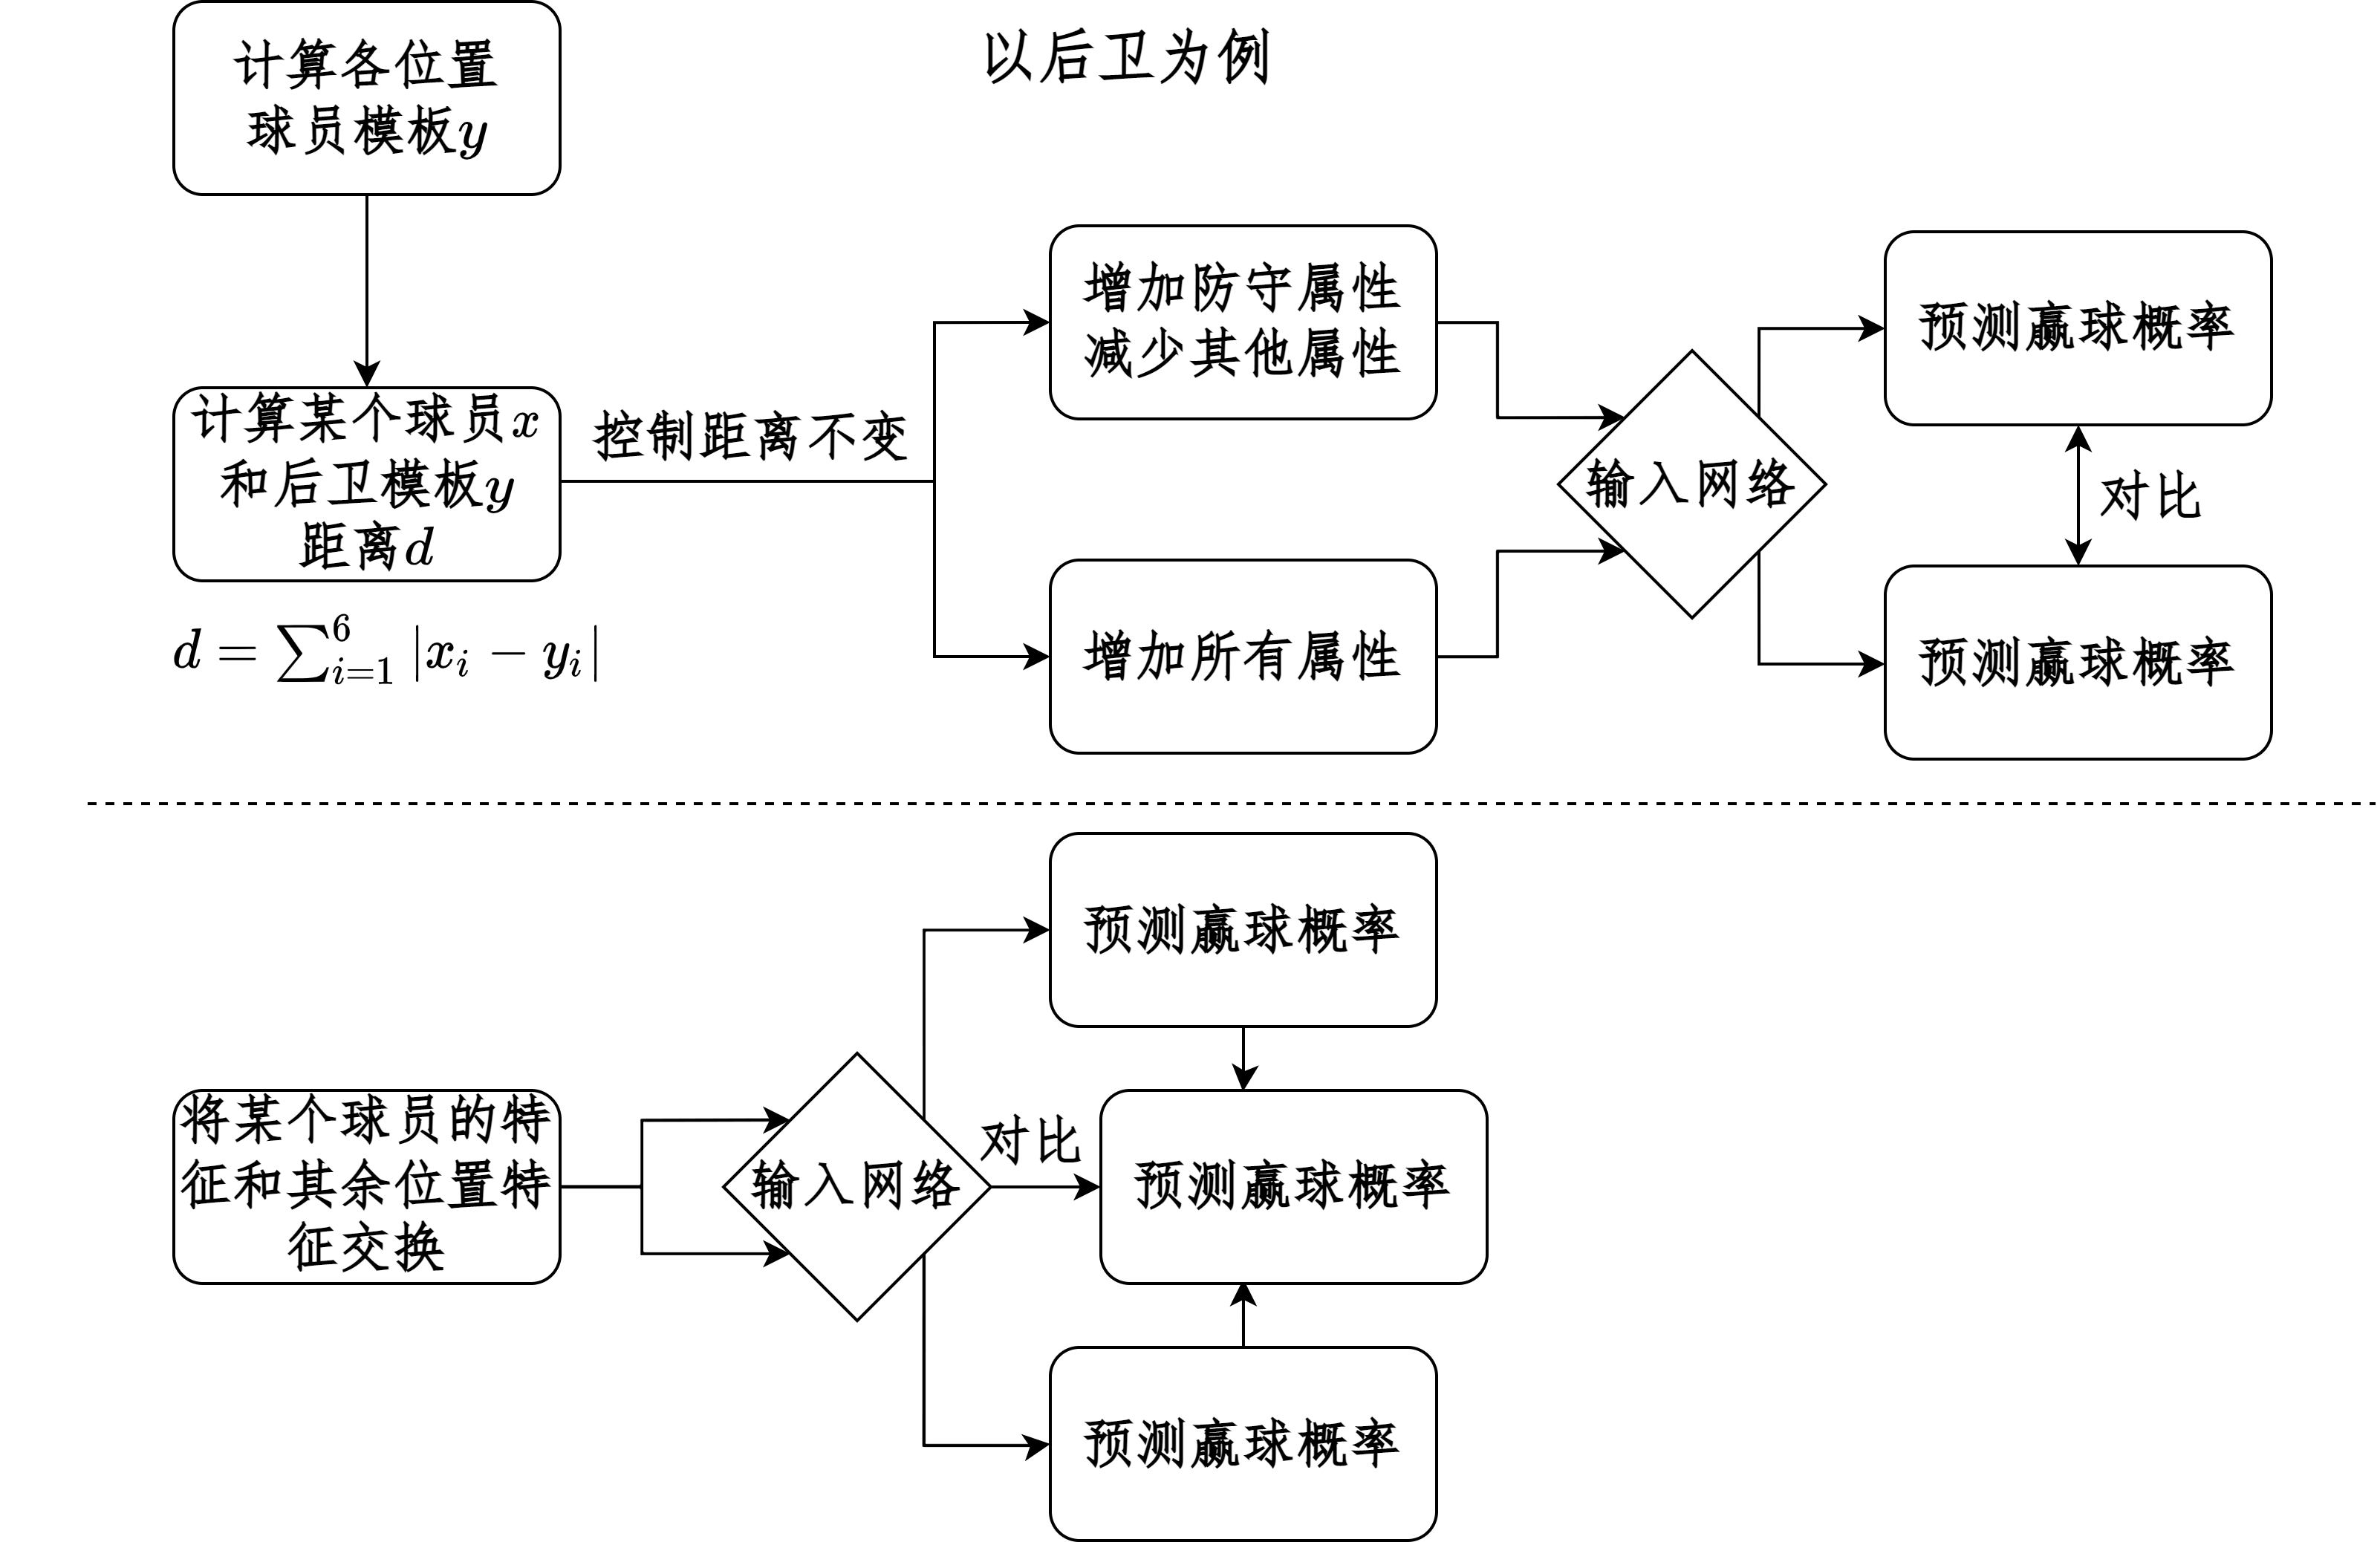 计算各位置
球员模板y
以后卫为例
计算某个球员x
和后卫模板y
距离d
d = ∑_{i=1}^{6} |x_i − y_i|
控制距离不变
增加防守属性
减少其他属性
增加所有属性
输入网络
预测赢球概率
对比
预测赢球概率
将某个球员的特
征和其余位置特
征交换
输入网络
对比
预测赢球概率
预测赢球概率
预测赢球概率